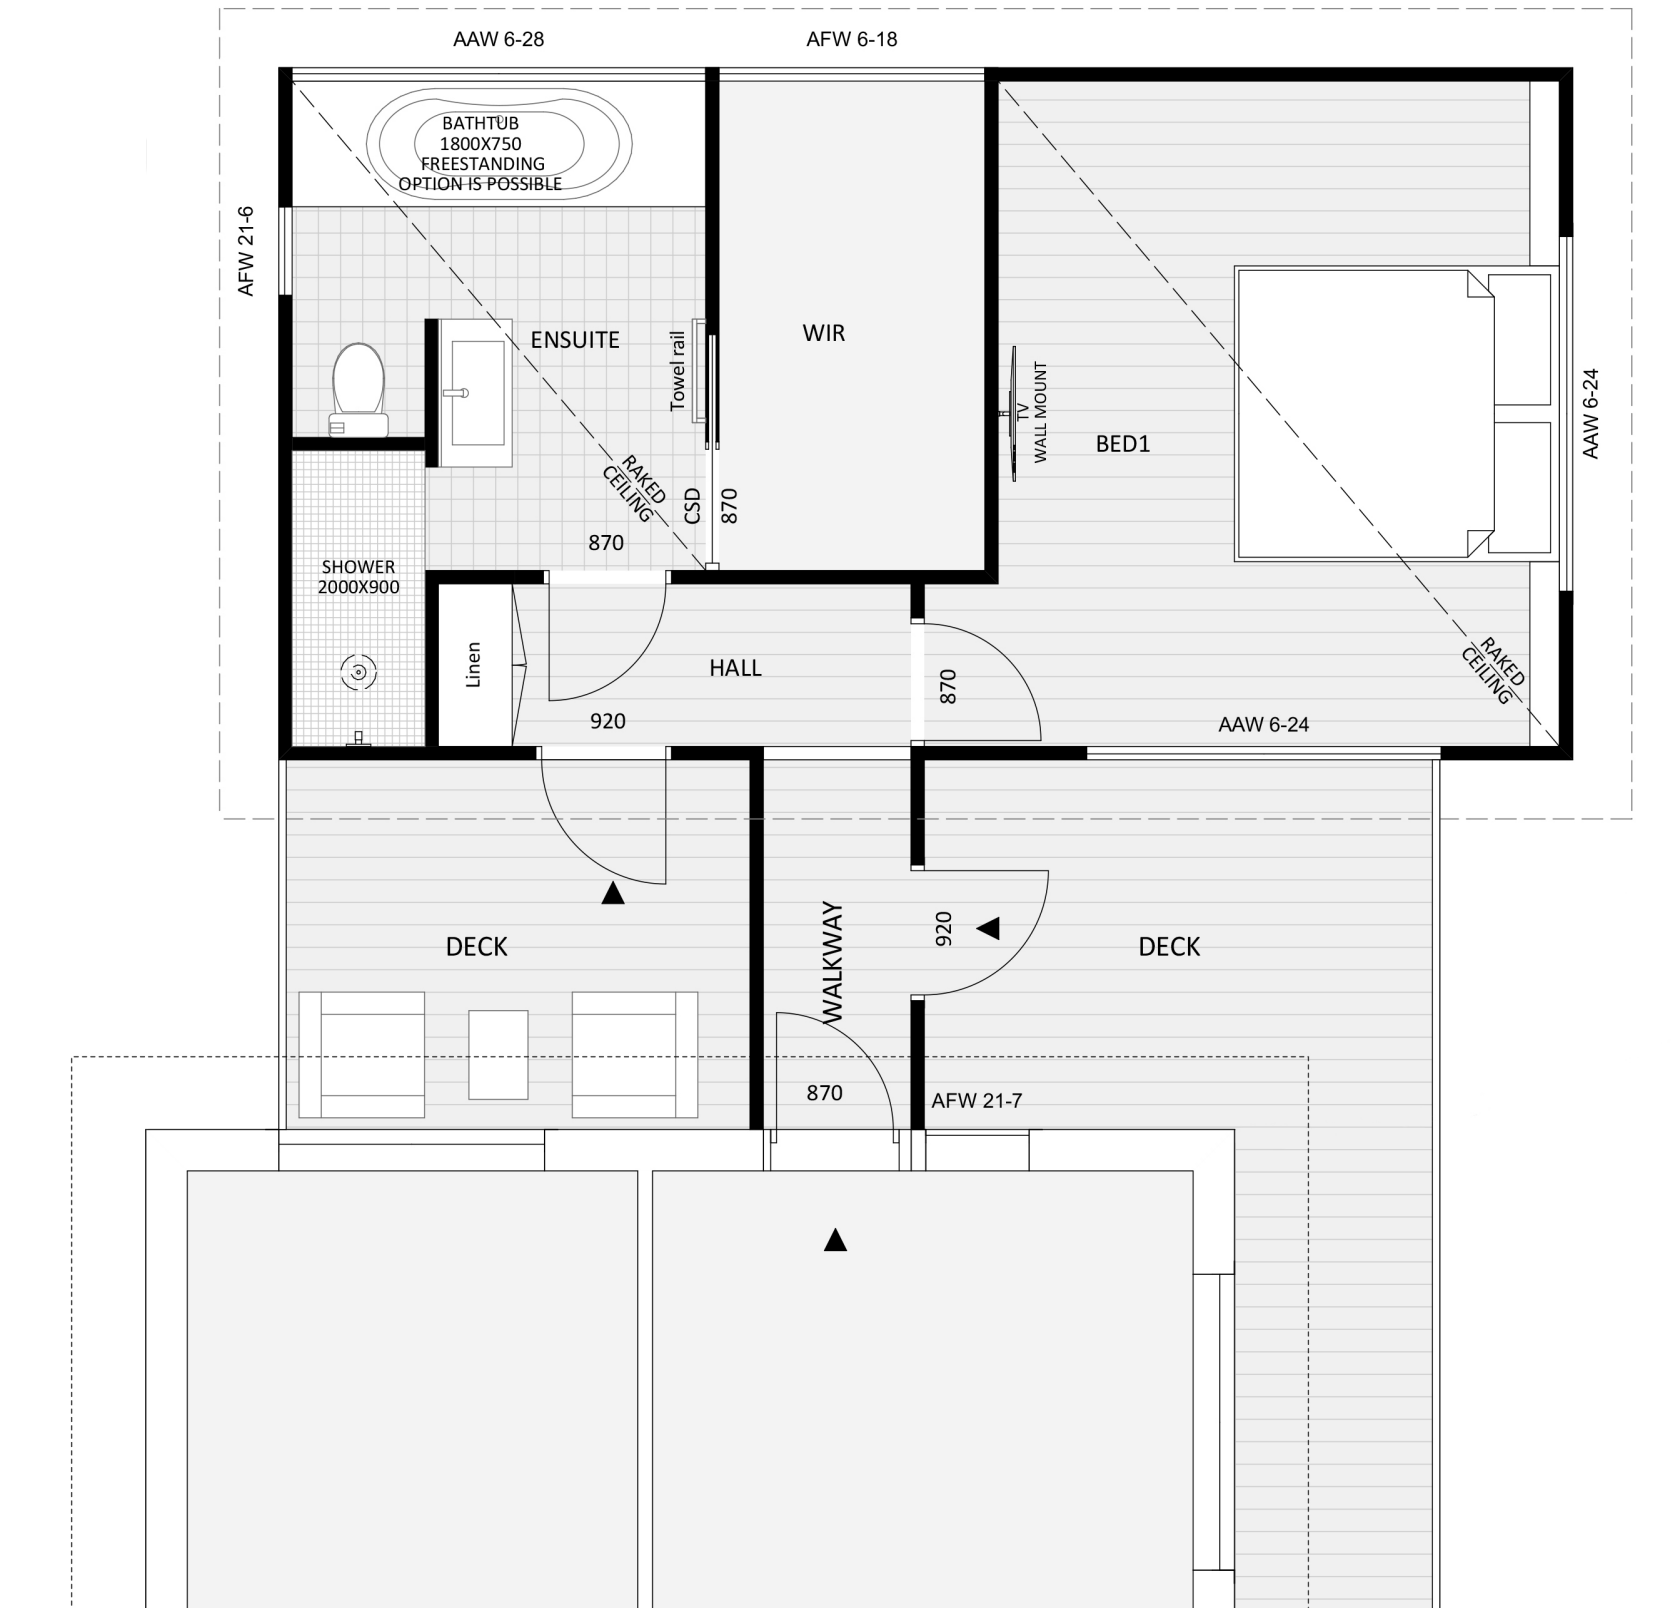 AAW 6-28
AFW 6-18
BATHTUB
1800X750
FREESTANDING
OPTION IS POSSIBLE
AFW 21-6
ENSUITE
Towel rail
WIR
TV
WALL MOUNT
BED1
AAW 6-24
RAKED
CEILING
CSD
870
870
SHOWER
2000X900
Linen
HALL
870
920
RAKED
CEILING
AAW 6-24
DECK
WALKWAY
920
DECK
870
AFW 21-7